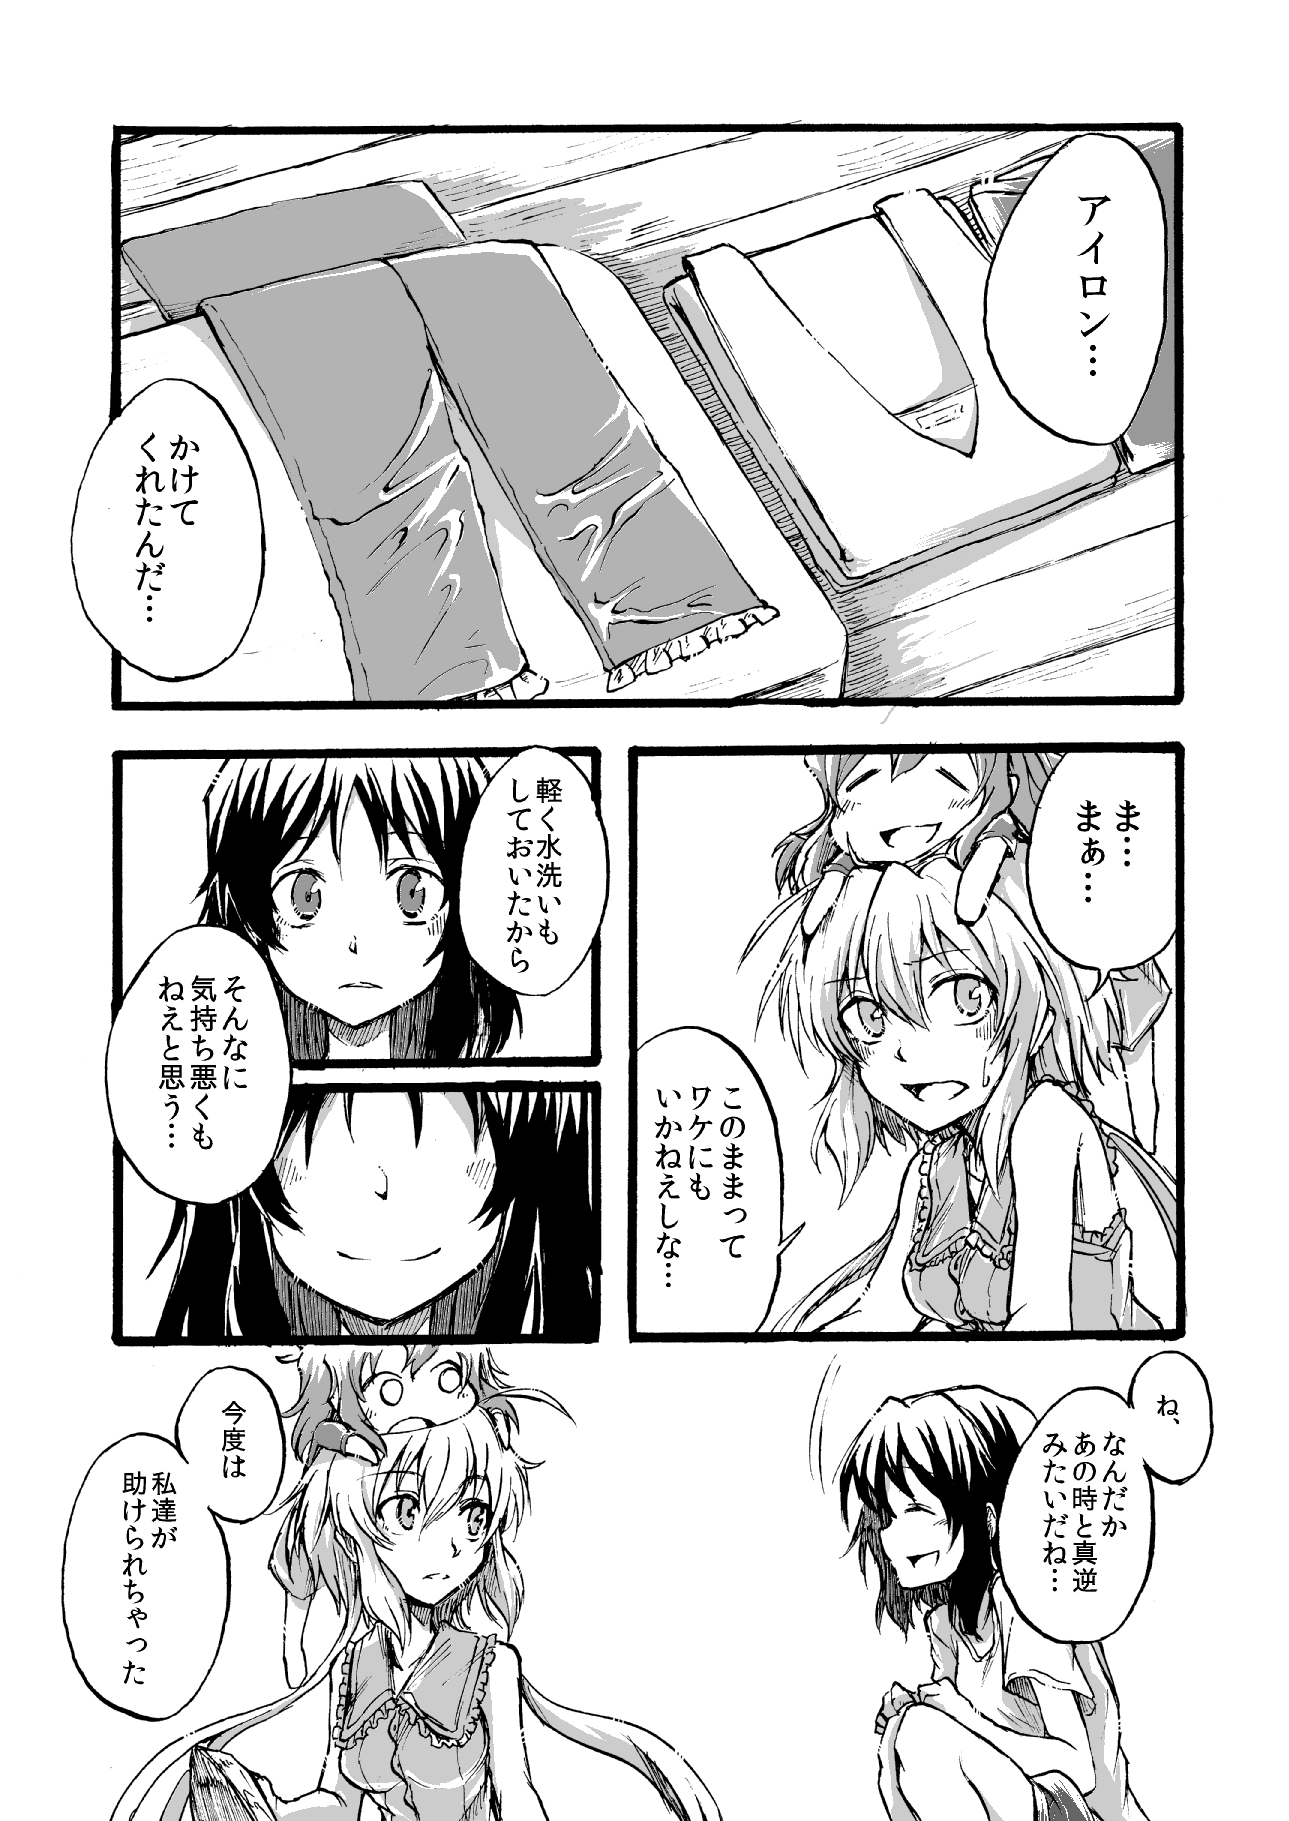 アイロン…
かけて
くれたんだ…
ま…
まぁ…
このままって
ワケにも
いかねえしな…
軽く水洗いも
しておいたから
そんなに
気持ち悪くも
ねえと思う…
ね、
なんだか
あの時と真逆
みたいだね…
今度は
私達が
助けられちゃった